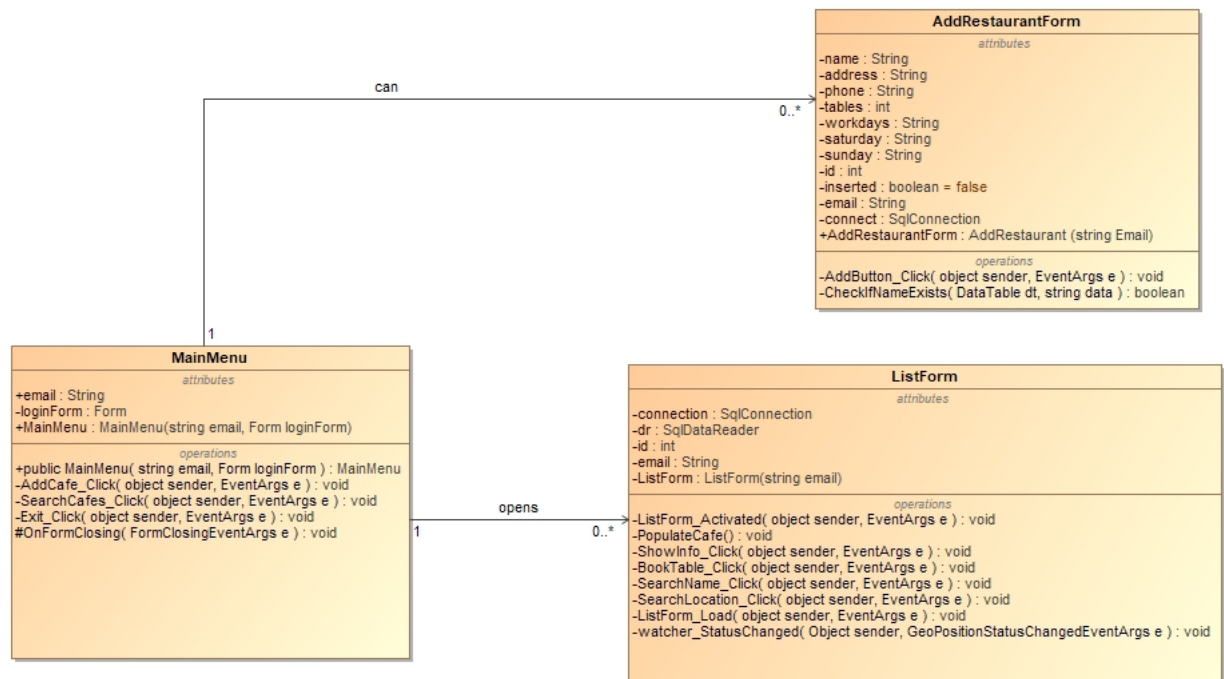 AddRestaurantForm
attributes
-name : String
-address : String
-phone : String
-tables : int
-workdays : String
-saturday : String
-sunday : String
-id : int
-inserted : boolean = false
-email : String
-connect : SqlConnection
+AddRestaurantForm : AddRestaurant (string Email)
operations
-AddButton_Click( object sender, EventArgs e ) : void
-CheckIfNameExists( DataTable dt, string data ) : boolean
can
0..*
1
MainMenu
attributes
+email : String
-loginForm : Form
+MainMenu : MainMenu(string email, Form loginForm)
operations
+public MainMenu( string email, Form loginForm ) : MainMenu
-AddCafe_Click( object sender, EventArgs e ) : void
-SearchCafes_Click( object sender, EventArgs e ) : void
-Exit_Click( object sender, EventArgs e ) : void
#OnFormClosing( FormClosingEventArgs e ) : void
opens
1
0..*
ListForm
attributes
-connection : SqlConnection
-dr : SqlDataReader
-id : int
-email : String
-ListForm : ListForm(string email)
operations
-ListForm_Activated( object sender, EventArgs e ) : void
-PopulateCafe() : void
-ShowInfo_Click( object sender, EventArgs e ) : void
-BookTable_Click( object sender, EventArgs e ) : void
-SearchName_Click( object sender, EventArgs e ) : void
-SearchLocation_Click( object sender, EventArgs e ) : void
-ListForm_Load( object sender, EventArgs e ) : void
-watcher_StatusChanged( Object sender, GeoPositionStatusChangedEventArgs e ) : void